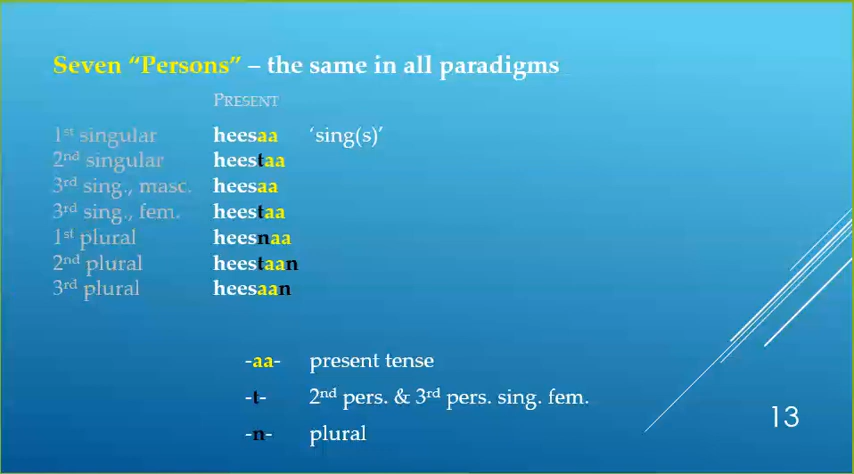 Seven “Persons” – the same in all paradigms
PRESENT
1st singular heesaa ‘sing(s)’
2nd singular heestaa
3rd sing., masc. heesaa
3rd sing., fem. heestaa
1st plural heesnaa
2nd plural heestaan
3rd plural heesaan
-aa- present tense
-t- 2nd pers. & 3rd pers. sing. fem.
-n- plural
13